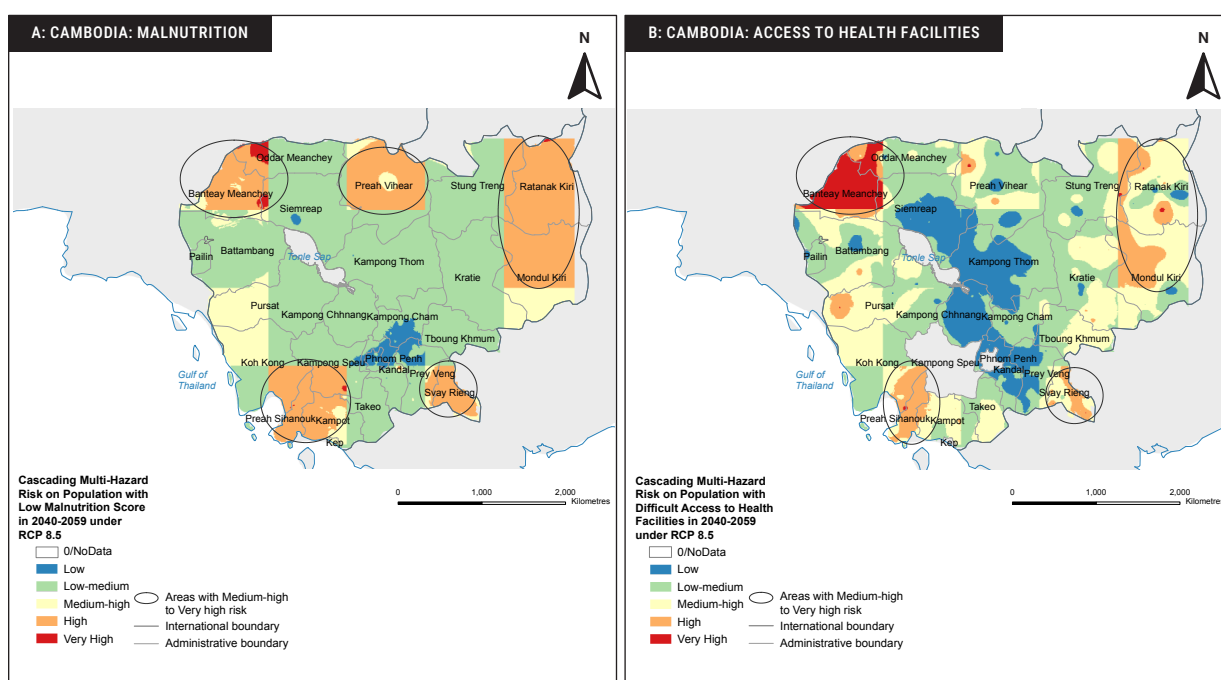 A: CAMBODIA: MALNUTRITION
N
Oddar Meanchey
Banteay Meanchey
Preah Vihear
Stung Treng
Ratanak Kiri
Siemreap
Battambang
Pailin
Tonle Sap
Kampong Thom
Kratie
Mondul Kiri
Pursat
Kampong Chhnang
Kampong Cham
Tboung Khmum
Koh Kong
Kampong Speu
Phnom Penh
Kandal
Prey Veng
Gulf of
Thailand
Svay Rieng
Takeo
Preah Sihanouk
Kampot
Kep
Cascading Multi-Hazard
Risk on Population with
Low Malnutrition Score
in 2040-2059 under
RCP 8.5
0 1,000 2,000
Kilometres
0/NoData
Low
Low-medium
Medium-high
High
Very High
Areas with Medium-high
to Very high risk
International boundary
Administrative boundary
B: CAMBODIA: ACCESS TO HEALTH FACILITIES
N
Oddar Meanchey
Banteay Meanchey
Preah Vihear
Stung Treng
Ratanak Kiri
Siemreap
Battambang
Pailin
Tonle Sap
Kampong Thom
Kratie
Mondul Kiri
Pursat
Kampong Chhnang
Kampong Cham
Tboung Khmum
Koh Kong
Kampong Speu
Phnom Penh
Kandal
Prey Veng
Gulf of
Thailand
Svay Rieng
Takeo
Preah Sihanouk
Kampot
Kep
Cascading Multi-Hazard
Risk on Population with
Difficult Access to Health
Facilities in 2040-2059
under RCP 8.5
0 1,000 2,000
Kilometres
0/NoData
Low
Low-medium
Medium-high
High
Very High
Areas with Medium-high
to Very high risk
International boundary
Administrative boundary